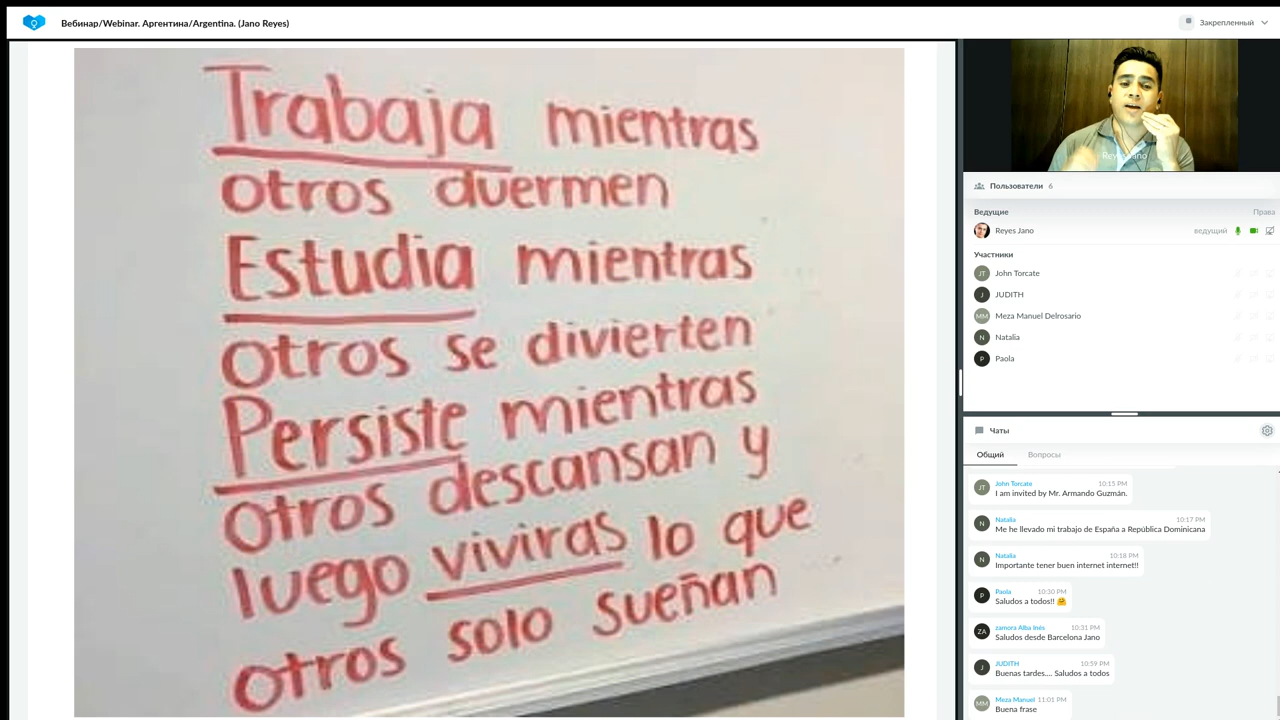 Вебинар/Webinar. Аргентина/Argentina. (Jano Reyes)
Закрепленный
Trabaja mientras
otros duermen
Estudia mientras
otros se divierten
Persiste mientras
otros descansan y
luego viviras lo que
otros solo sueñan
Пользователи 6
Ведущие
Права
Reyes Jano
ведущий
Участники
JT
John Torcate
J
JUDITH
MM
Meza Manuel Delrosario
N
Natalia
P
Paola
Чаты
Общий
Вопросы
JT
John Torcate 10:15 PM
I am invited by Mr. Armando Guzmán.
N
Natalia 10:17 PM
Me he llevado mi trabajo de España a República Dominicana
N
Natalia 10:18 PM
Importante tener buen internet internet!!
P
Paola 10:30 PM
Saludos a todos!! 🤗
ZA
zamora Alba Inés 10:31 PM
Saludos desde Barcelona Jano
J
JUDITH 10:59 PM
Buenas tardes.... Saludos a todos
MM
Meza Manuel 11:01 PM
Buena frase